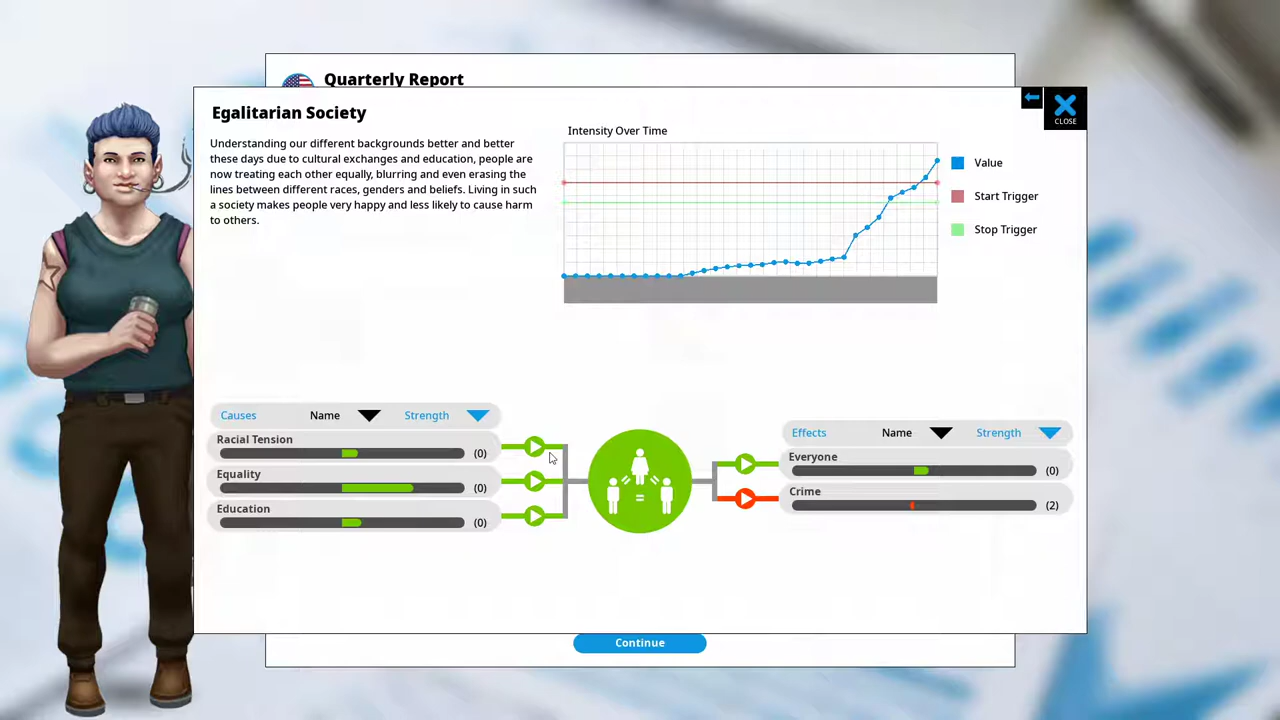 Quarterly Report
Egalitarian Society
CLOSE
Understanding our different backgrounds better and better
these days due to cultural exchanges and education, people are
now treating each other equally, blurring and even erasing the
lines between different races, genders and beliefs. Living in such
a society makes people very happy and less likely to cause harm
to others.
Intensity Over Time
Value
Start Trigger
Stop Trigger
Causes Name Strength
Racial Tension
(0)
Equality
(0)
Education
(0)
=
Effects Name Strength
Everyone
(0)
Crime
(2)
Continue